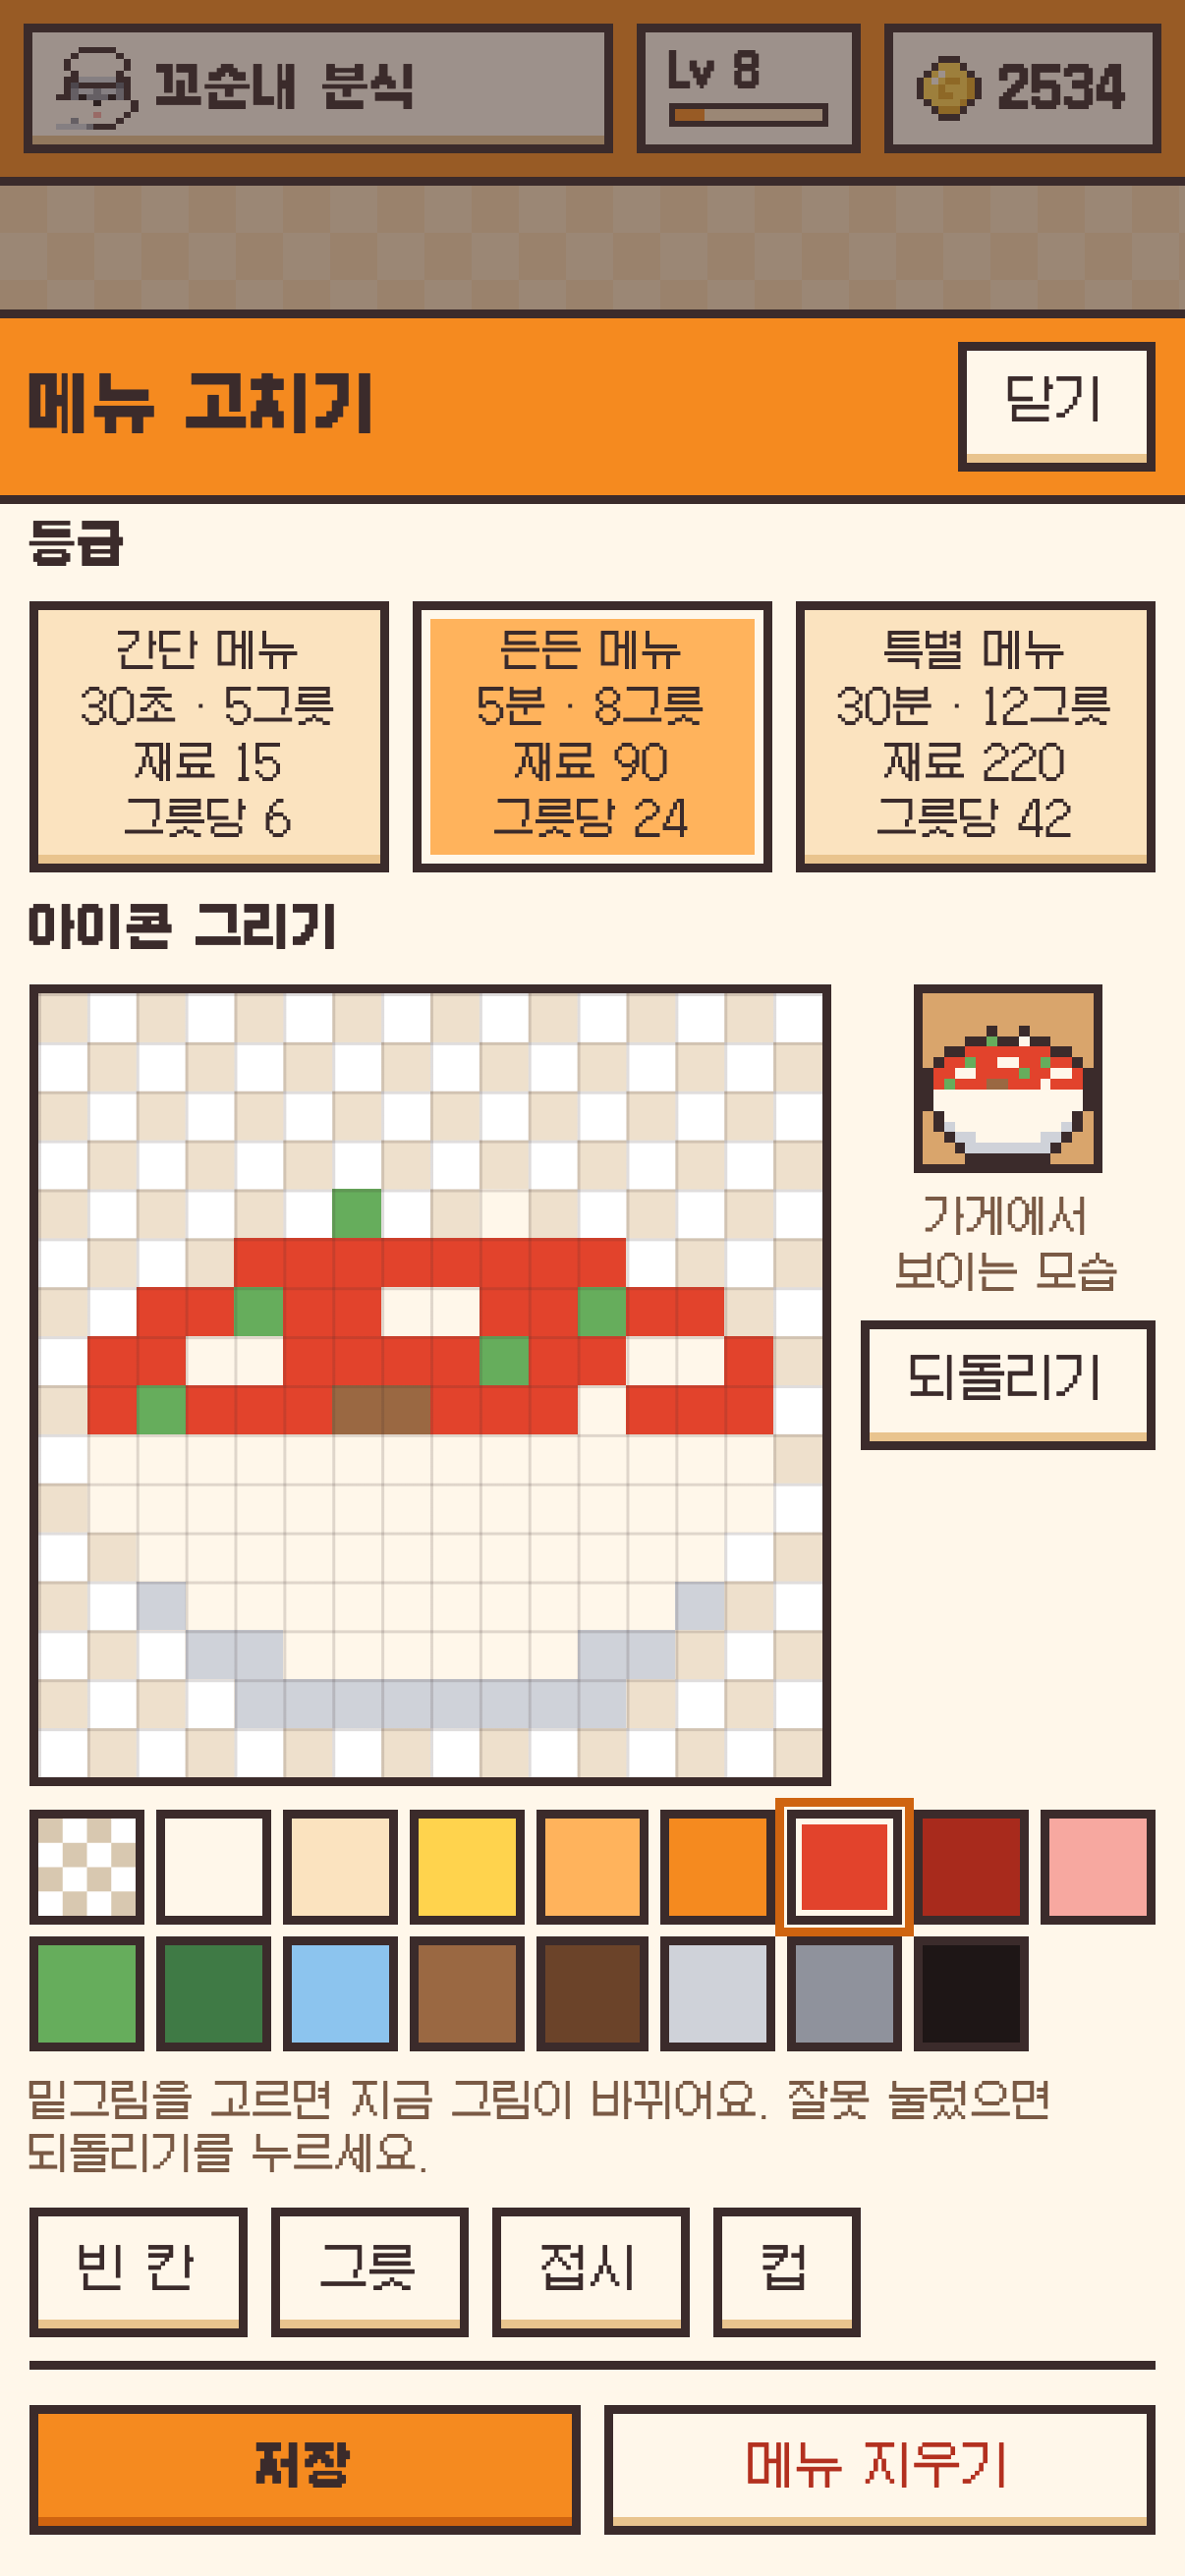 꼬순내 분식
Lv 8
2534
메뉴 고치기
닫기
등급
간단 메뉴
30초 · 5그릇
재료 15
그릇당 6
든든 메뉴
5분 · 8그릇
재료 90
그릇당 24
특별 메뉴
30분 · 12그릇
재료 220
그릇당 42
아이콘 그리기
가게에서
보이는 모습
되돌리기
밑그림을 고르면 지금 그림이 바뀌어요. 잘못 눌렀으면
되돌리기를 누르세요.
빈 칸
그릇
접시
컵
저장
메뉴 지우기